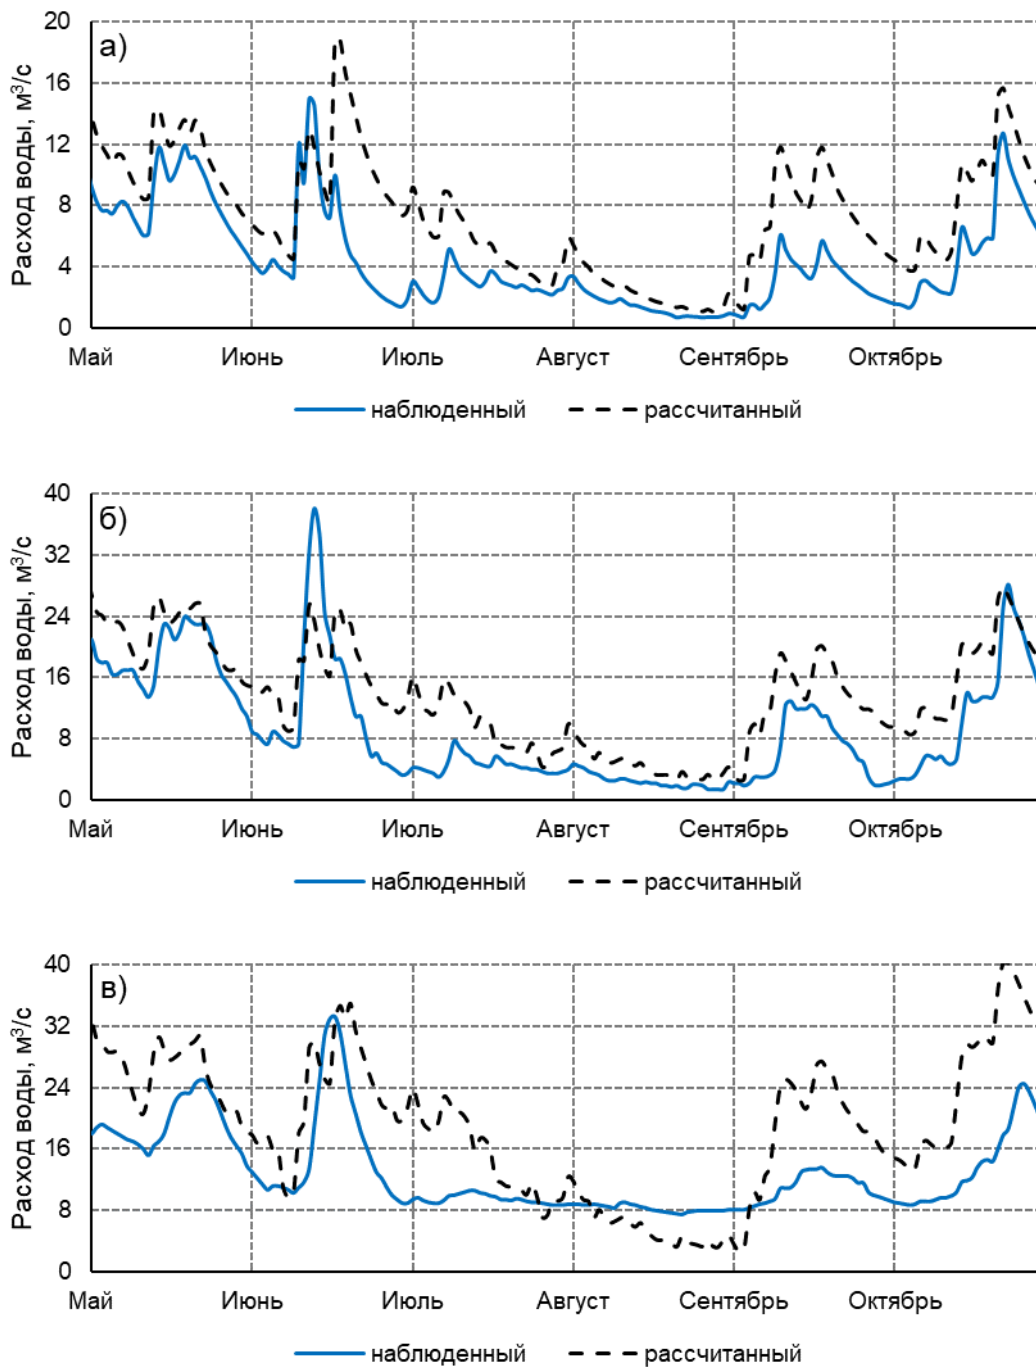 а)
Расход воды, м³/с
20
16
12
8
4
0
Май Июнь Июль Август Сентябрь Октябрь
наблюденный рассчитанный
б)
Расход воды, м³/с
40
32
24
16
8
0
Май Июнь Июль Август Сентябрь Октябрь
наблюденный рассчитанный
в)
Расход воды, м³/с
40
32
24
16
8
0
Май Июнь Июль Август Сентябрь Октябрь
наблюденный рассчитанный